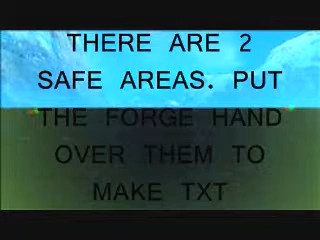 THERE ARE 2
SAFE AREAS. PUT
THE FORGE HAND
OVER THEM TO
MAKE TXT